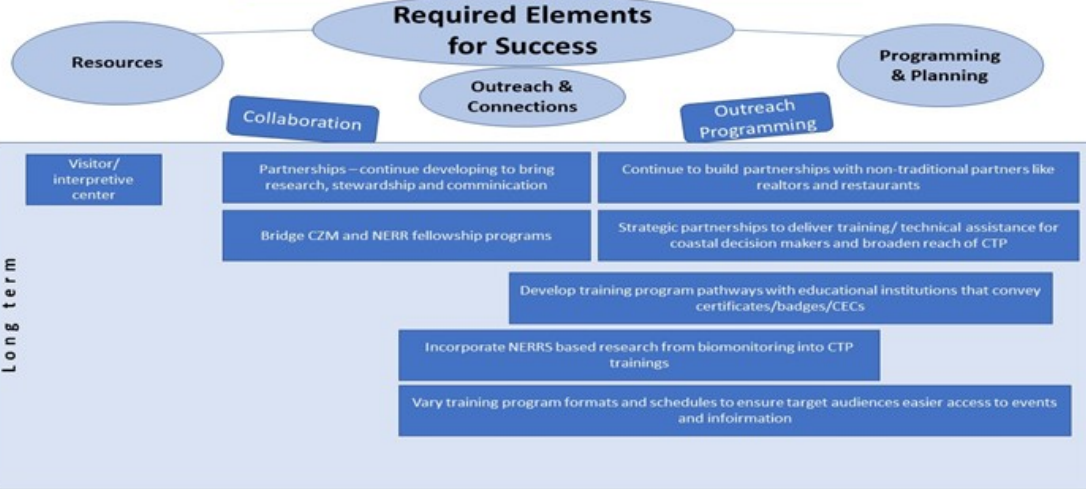 Required Elements
for Success
Resources
Programming
& Planning
Outreach &
Connections
Collaboration
Outreach
Programming
Visitor/
interpretive
center
Partnerships – continue developing to bring
research, stewardship and comminication
Continue to build partnerships with non-traditional partners like
realtors and restaurants
Bridge CZM and NERR fellowship programs
Strategic partnerships to deliver training/ technical assistance for
coastal decision makers and broaden reach of CTP
Long term
Develop training program pathways with educational institutions that convey
certificates/badges/CECs
Incorporate NERRS based research from biomonitoring into CTP
trainings
Vary training program formats and schedules to ensure target audiences easier access to events
and infoirmation